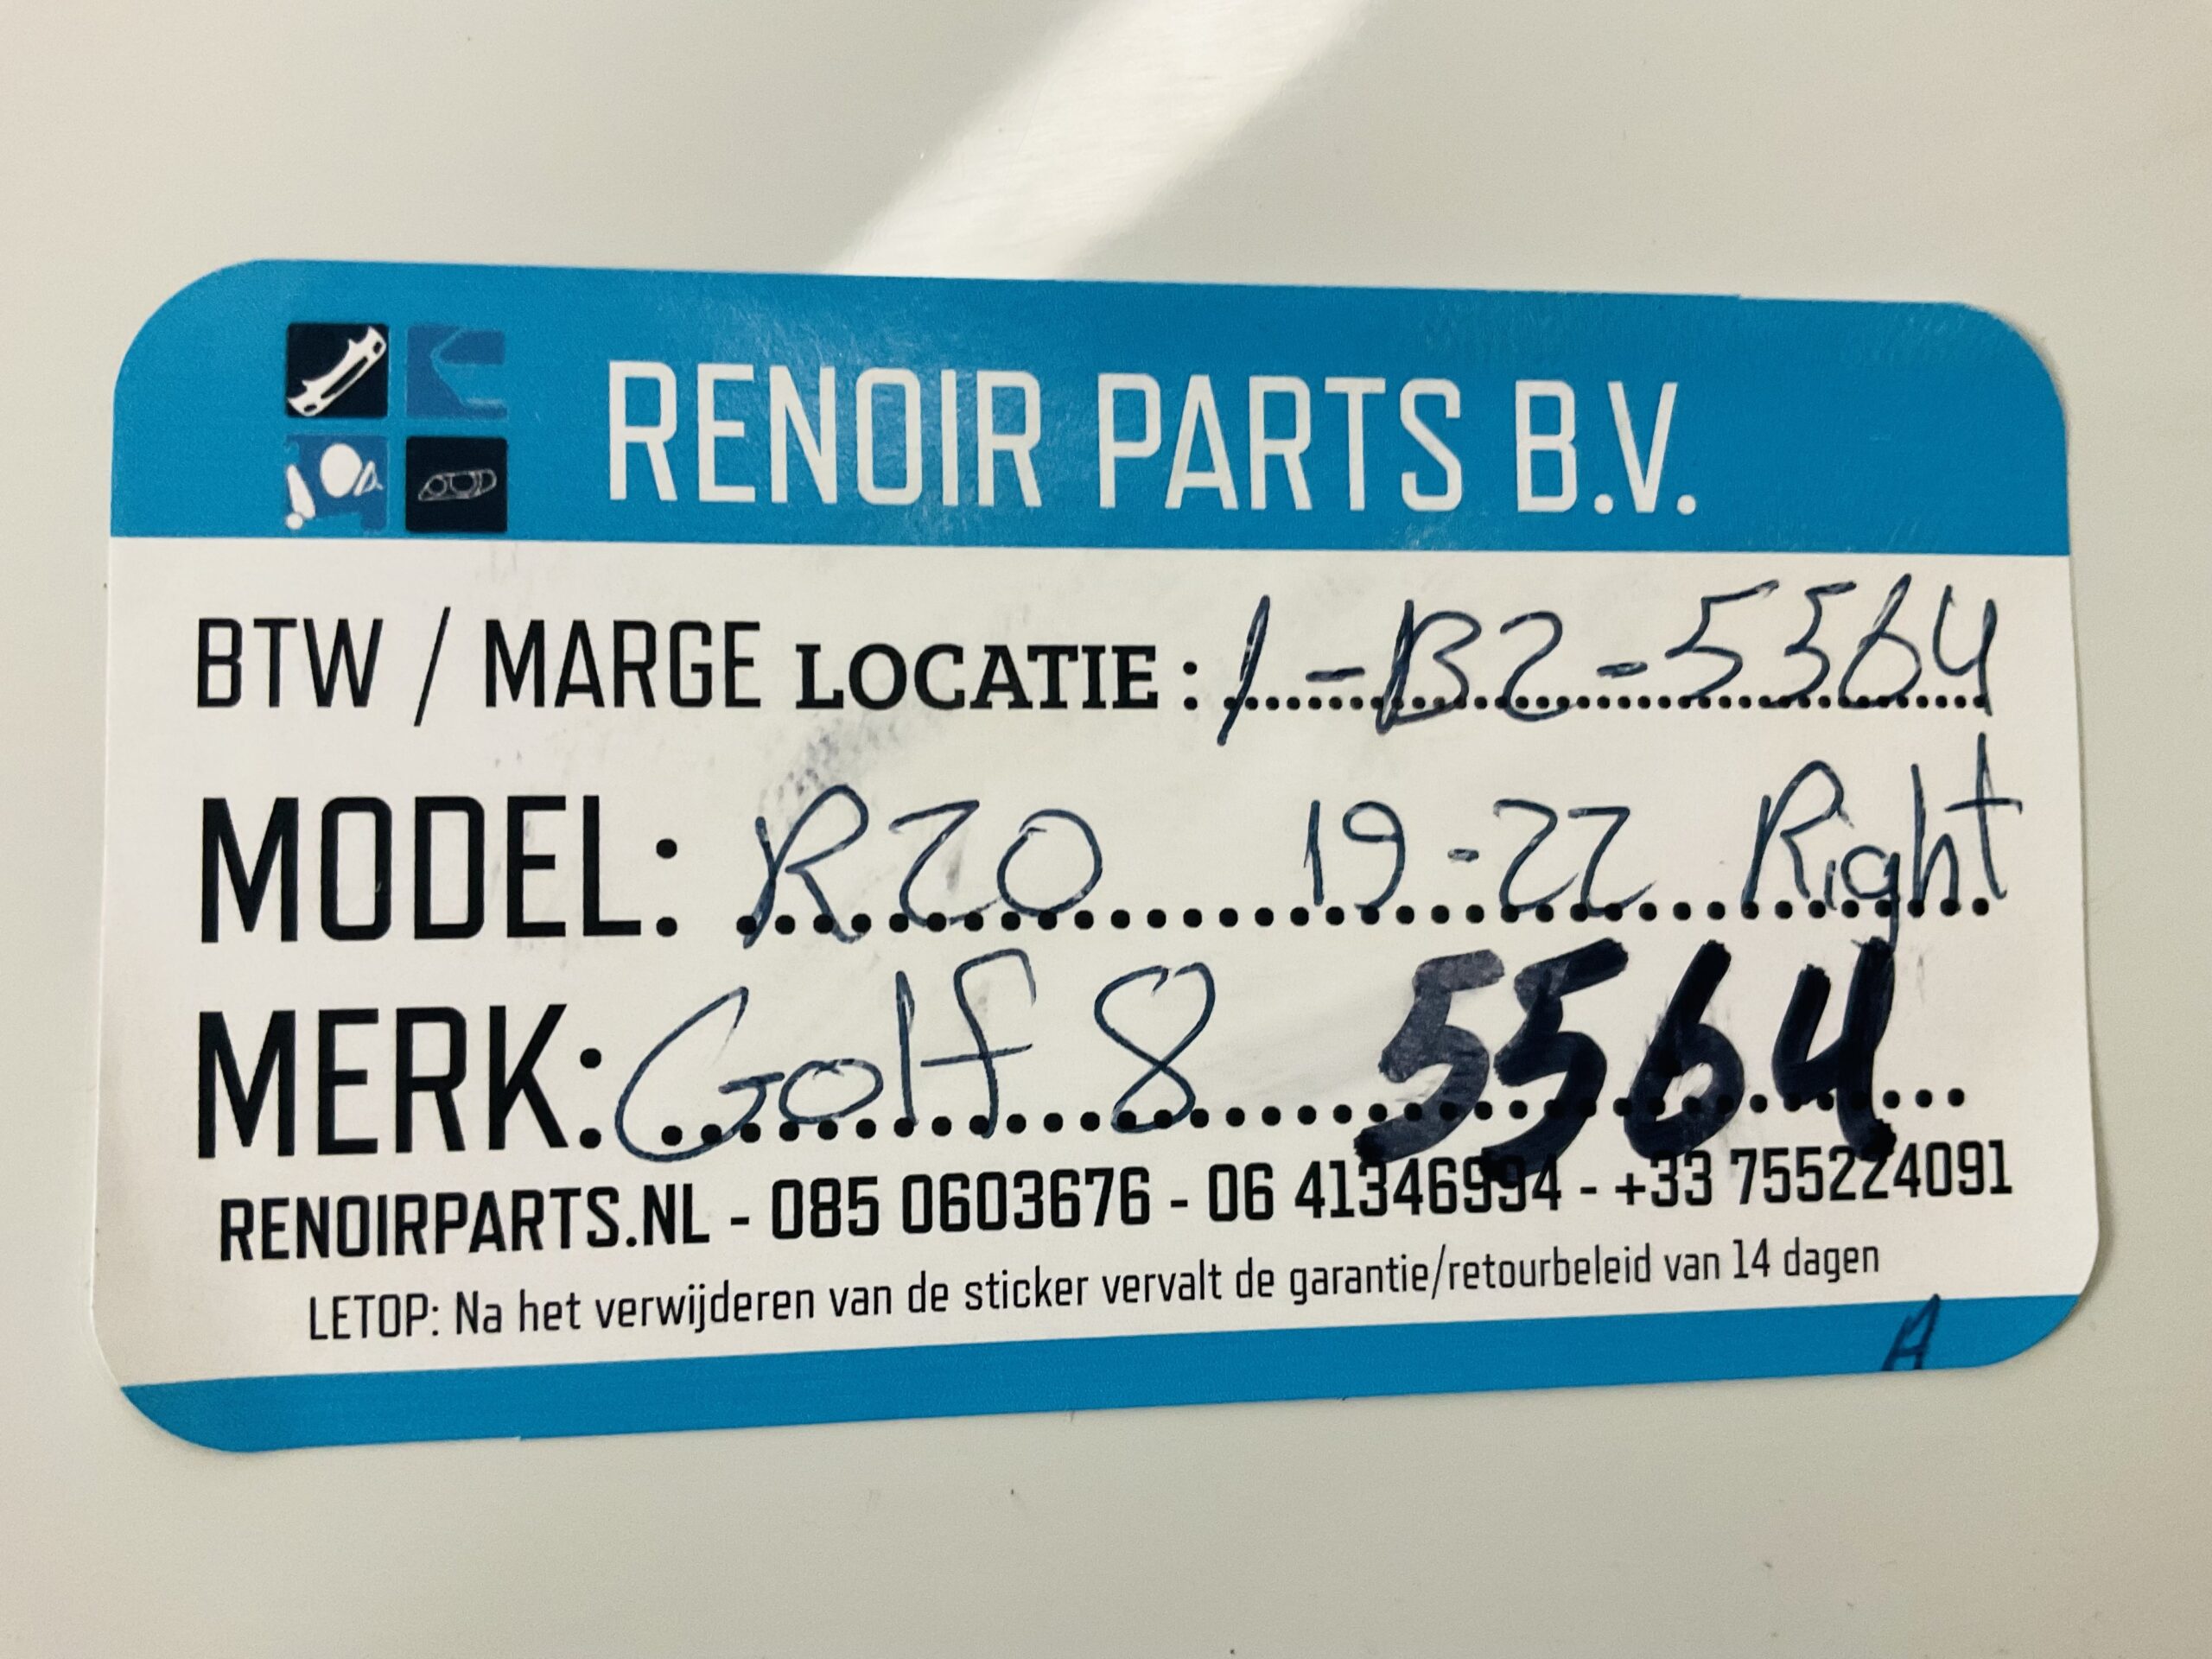 RENOIR PARTS B.V.
BTW / MARGE LOCATIE : 1-B2-5564
MODEL: R20 19-22 Right
MERK: Golf 8 5564
RENOIRPARTS.NL - 085 0603676 - 06 41346994 - +33 755224091
LETOP: Na het verwijderen van de sticker vervalt de garantie/retourbeleid van 14 dagen
A